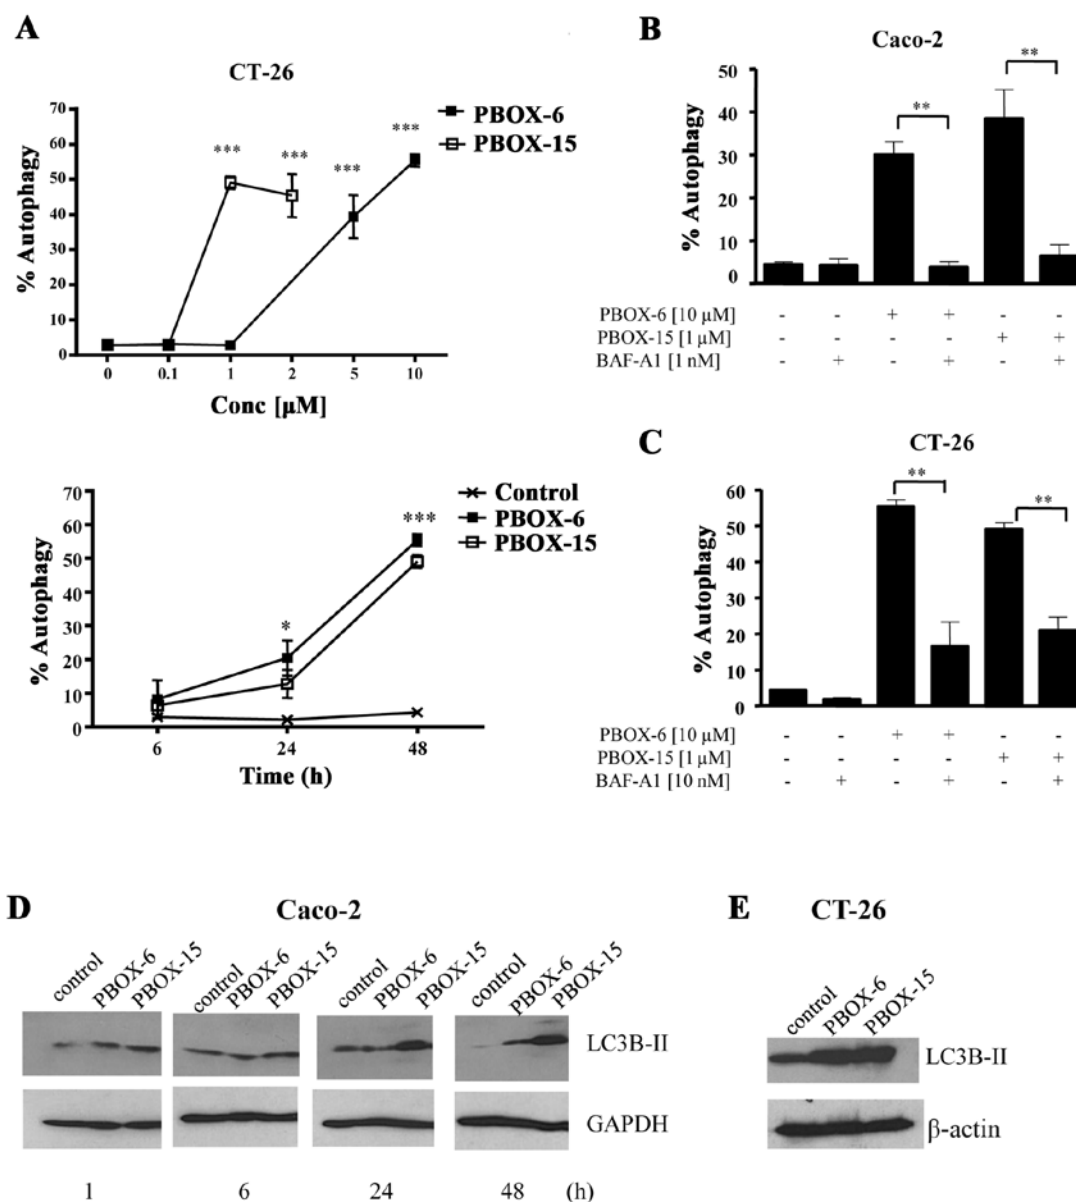 A
CT-26
% Autophagy
70
60
50
40
30
20
10
0
*** *** *** ***
PBOX-6
PBOX-15
0 0.1 1 2 5 10
Conc [µM]
% Autophagy
70
60
50
40
30
20
10
0
* ***
Control
PBOX-6
PBOX-15
6 24 48
Time (h)
B
Caco-2
% Autophagy
50
40
30
20
10
0
** **
PBOX-6 [10 µM] - - + + - -
PBOX-15 [1 µM] - - - - + +
BAF-A1 [1 nM] - + - + - +
C
CT-26
% Autophagy
60
50
40
30
20
10
0
** **
PBOX-6 [10 µM] - - + + - -
PBOX-15 [1 µM] - - - - + +
BAF-A1 [10 nM] - + - + - +
D
Caco-2
control PBOX-6 PBOX-15 control PBOX-6 PBOX-15 control PBOX-6 PBOX-15 control PBOX-6 PBOX-15
LC3B-II
GAPDH
1 6 24 48 (h)
E
CT-26
control PBOX-6 PBOX-15
LC3B-II
β-actin